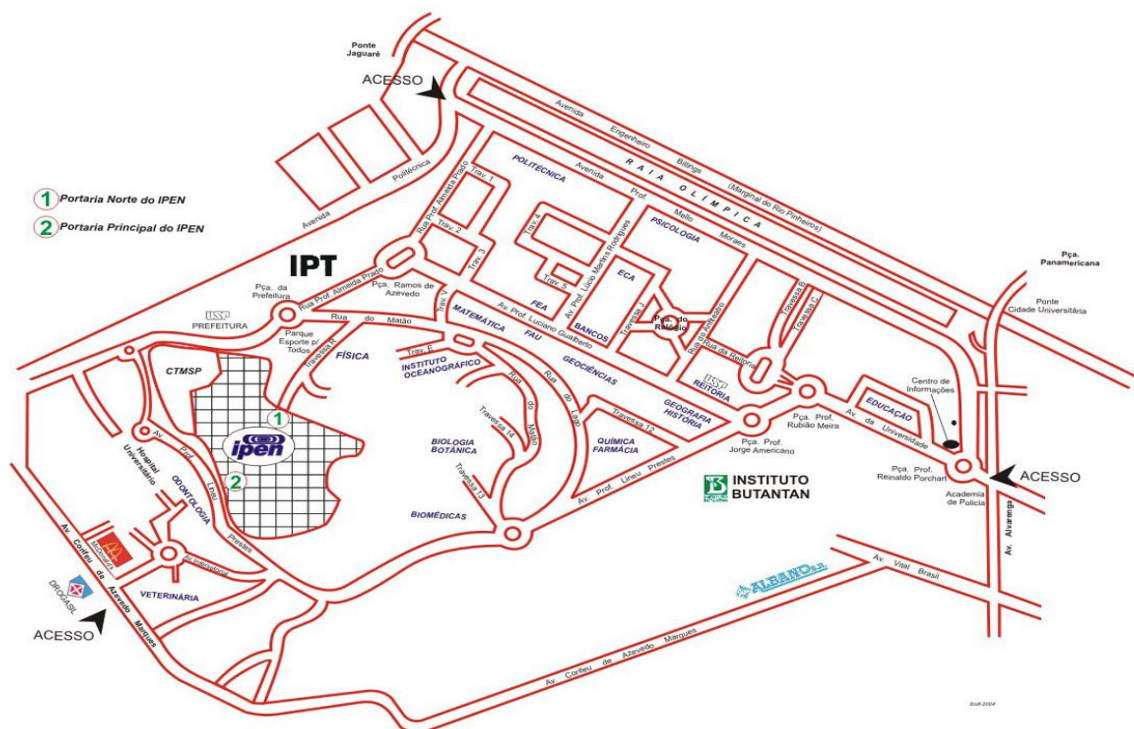 Ponte
Jaguaré
ACESSO
Avenida Engenheiro Billings (Marginal do Rio Pinheiros)
RAIA OLÍMPICA
Avenida Prof. Mello Moraes
POLITÉCNICA
PSICOLOGIA
Avenida Politécnica
1 Portaria Norte do IPEN
2 Portaria Principal do IPEN
Rua Prof. Almeida Prado
Trav. 1
Trav. 2
Trav. 3
Trav. 4
Trav. 5
Av. Prof. Lúcio Martins Rodrigues
ECA
Pça.
Panamericana
Ponte
Cidade Universitária
IPT
Pça. da
Prefeitura
Rua Prof. Almeida Prado
Pça. Ramos de
Azevedo
USP
PREFEITURA
Parque
Esporte p/
Todos
Rua do Matão
Trav. V
MATEMÁTICA
FEA
Av. Prof. Luciano Gualberto
BANCOS
Travessa J
Pça. do
Relógio
Travessa B
Travessa C
Rua da Reitoria
FAU
FÍSICA
Travessa R
Trav. E
INSTITUTO
OCEANOGRÁFICO
GEOCIÊNCIAS
USP
REITORIA
Centro de
Informações
EDUCAÇÃO
CTMSP
Rua do Matão
Rua do Lago
GEOGRAFIA
HISTÓRIA
Pça. Prof.
Rubião Meira
Av. da Universidade
Travessa 12
Travessa 14
1
ipen
2
BIOLOGIA
BOTÂNICA
QUÍMICA
FARMÁCIA
Pça. Prof.
Jorge Americano
Pça. Prof.
Reinaldo Porchart
ACESSO
Hospital
Universitário
Av. Prof. Lineu Prestes
ODONTOLOGIA
Travessa 13
Av. Prof. Lineu Prestes
INSTITUTO
BUTANTAN
Academia
de Polícia
BIOMÉDICAS
Av. Alvarenga
McDonald's
DROGASIL
VETERINÁRIA
ACESSO
Av. Corifeu de Azevedo Marques
ALBANO
Av. Vital Brasil
Av. Corifeu de Azevedo Marques